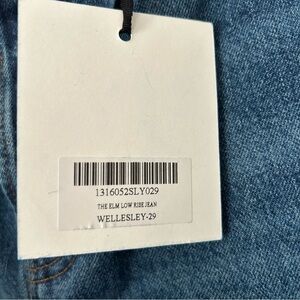 1316052SLY029
THE ELM LOW RISE JEAN
WELLESLEY-29